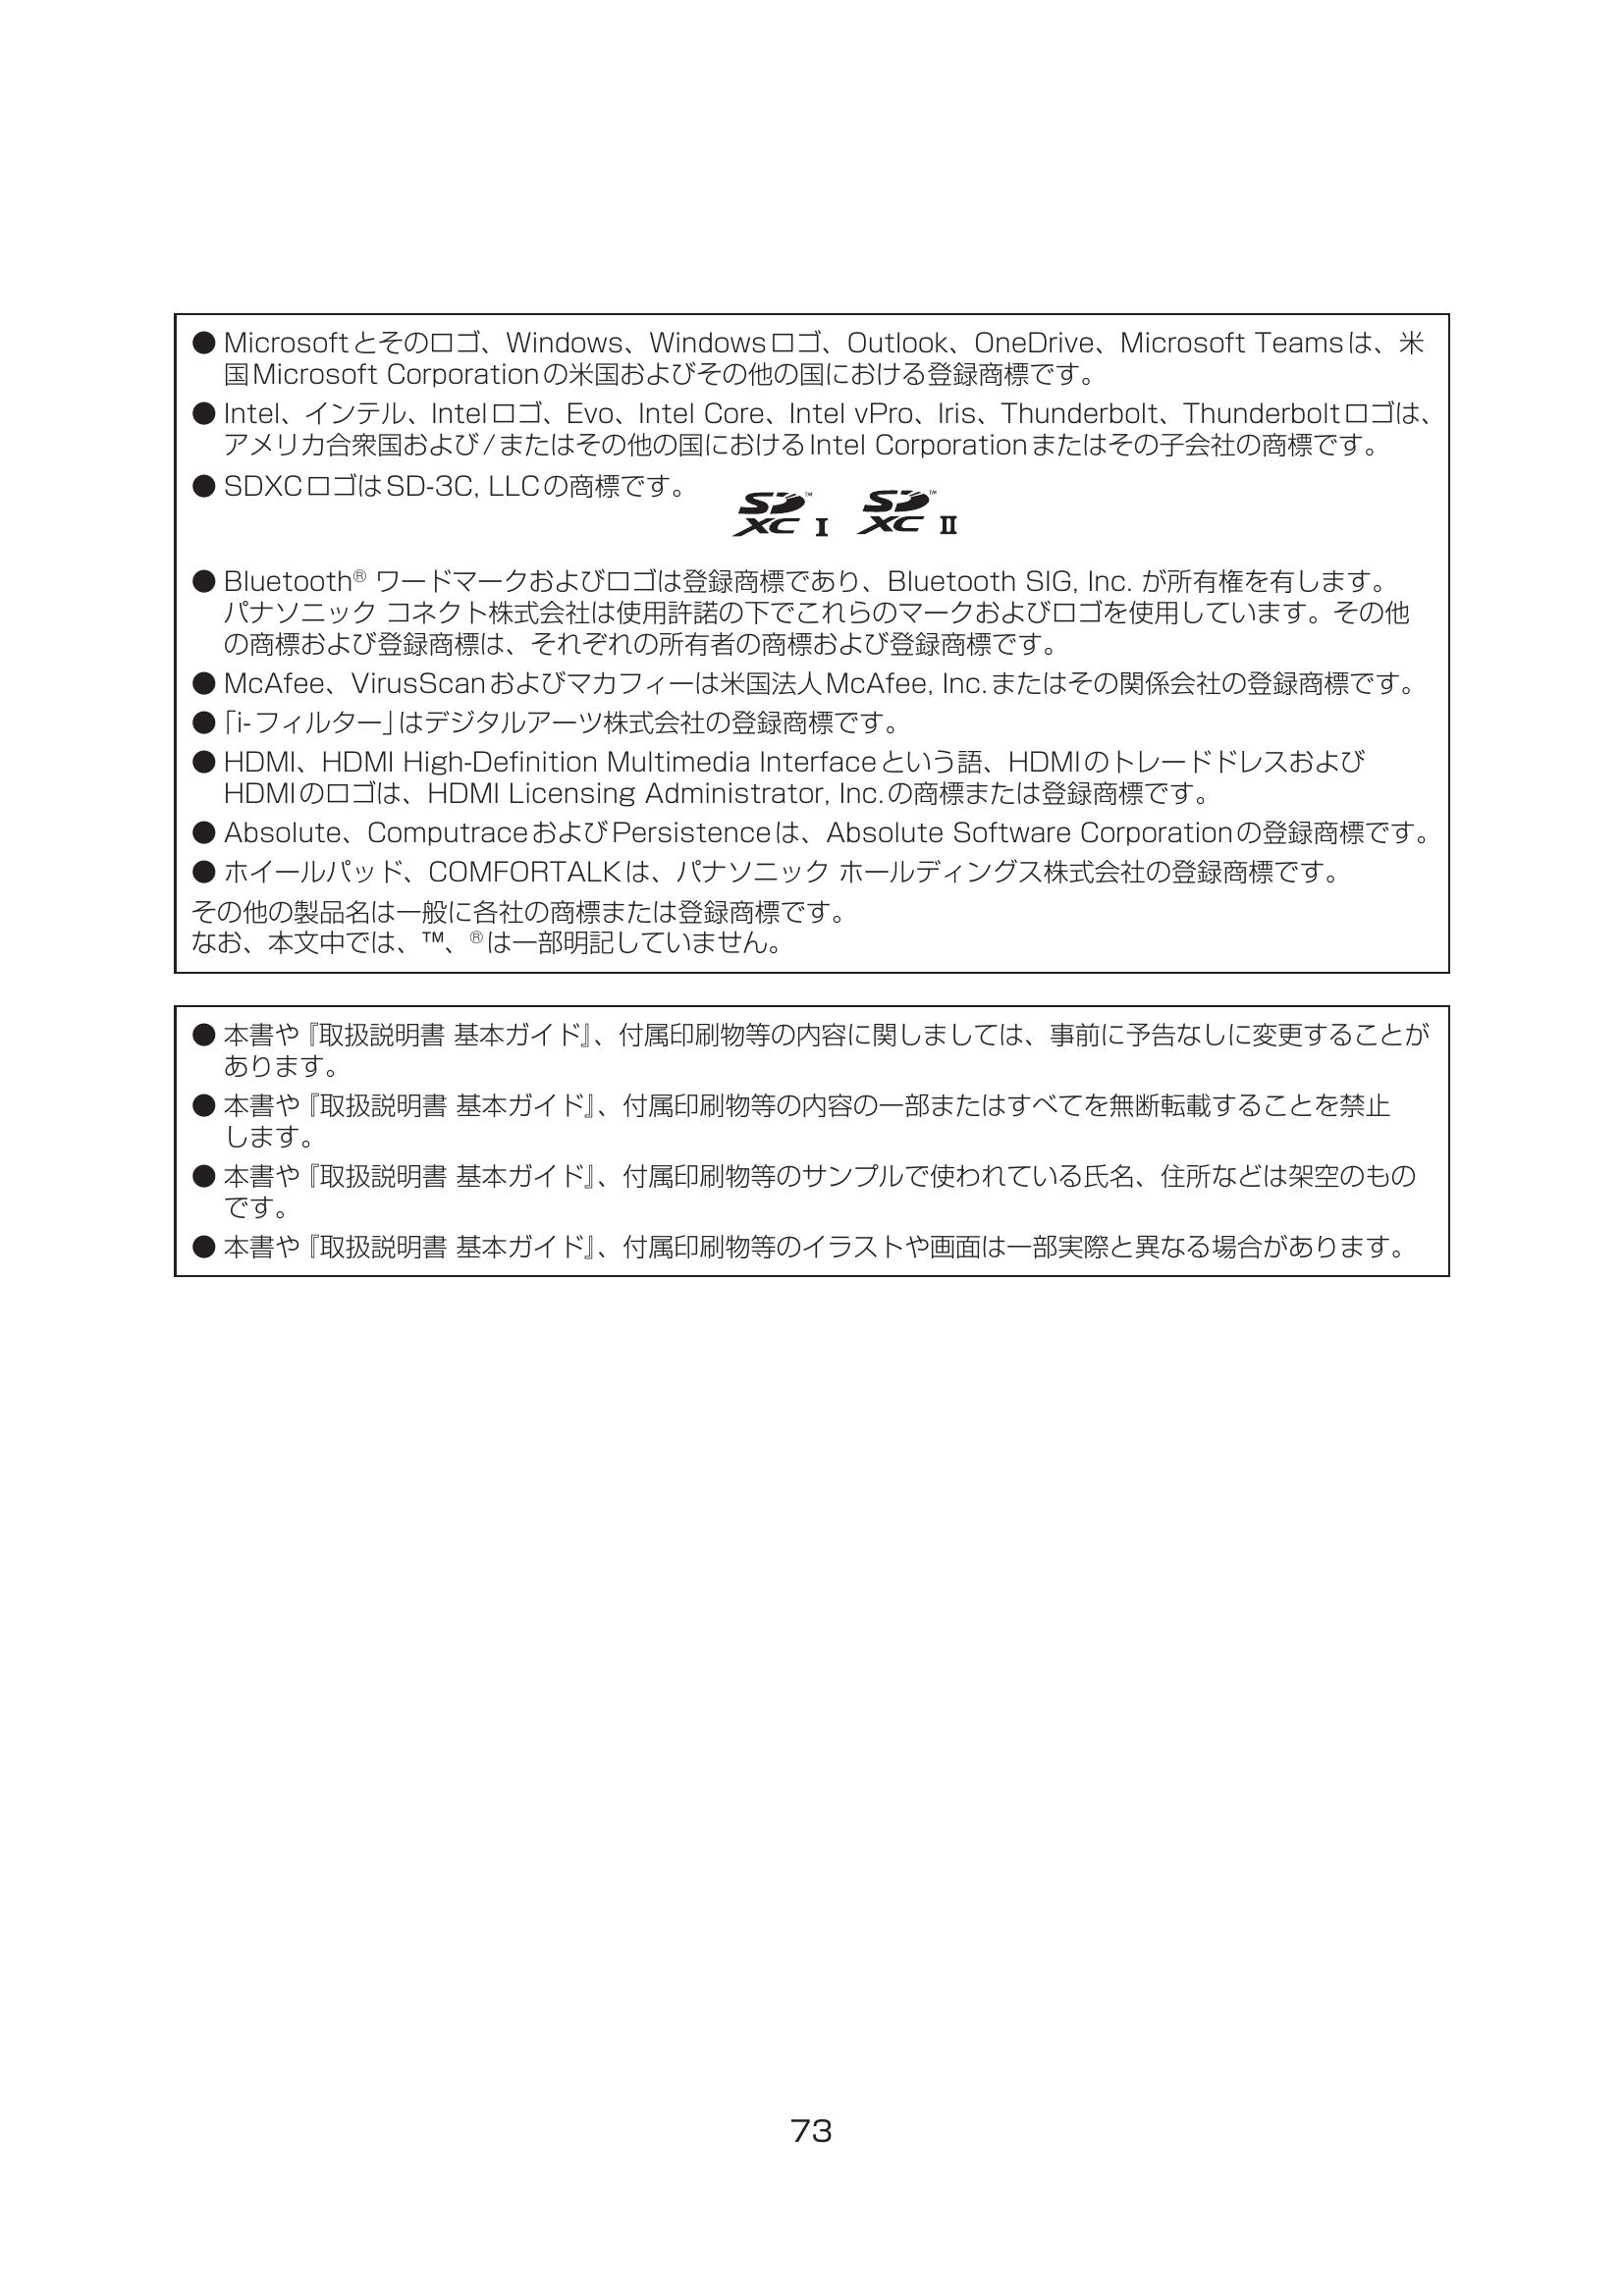 ● Microsoftとそのロゴ、Windows、Windowsロゴ、Outlook、OneDrive、Microsoft Teamsは、米
国Microsoft Corporationの米国およびその他の国における登録商標です。
● Intel、インテル、Intelロゴ、Evo、Intel Core、Intel vPro、Iris、Thunderbolt、Thunderboltロゴは、
アメリカ合衆国および/またはその他の国におけるIntel Corporationまたはその子会社の商標です。
● SDXCロゴはSD-3C, LLCの商標です。
SD™ XC I SD™ XC II
● Bluetooth® ワードマークおよびロゴは登録商標であり、Bluetooth SIG, Inc. が所有権を有します。
パナソニック コネクト株式会社は使用許諾の下でこれらのマークおよびロゴを使用しています。その他
の商標および登録商標は、それぞれの所有者の商標および登録商標です。
● McAfee、VirusScanおよびマカフィーは米国法人McAfee, Inc.またはその関係会社の登録商標です。
● 「i-フィルター」はデジタルアーツ株式会社の登録商標です。
● HDMI、HDMI High-Definition Multimedia Interfaceという語、HDMIのトレードドレスおよび
HDMIのロゴは、HDMI Licensing Administrator, Inc.の商標または登録商標です。
● Absolute、ComputraceおよびPersistenceは、Absolute Software Corporationの登録商標です。
● ホイールパッド、COMFORTALKは、パナソニック ホールディングス株式会社の登録商標です。
その他の製品名は一般に各社の商標または登録商標です。
なお、本文中では、™、®は一部明記していません。
● 本書や『取扱説明書 基本ガイド』、付属印刷物等の内容に関しましては、事前に予告なしに変更することが
あります。
● 本書や『取扱説明書 基本ガイド』、付属印刷物等の内容の一部またはすべてを無断転載することを禁止
します。
● 本書や『取扱説明書 基本ガイド』、付属印刷物等のサンプルで使われている氏名、住所などは架空のもの
です。
● 本書や『取扱説明書 基本ガイド』、付属印刷物等のイラストや画面は一部実際と異なる場合があります。
73